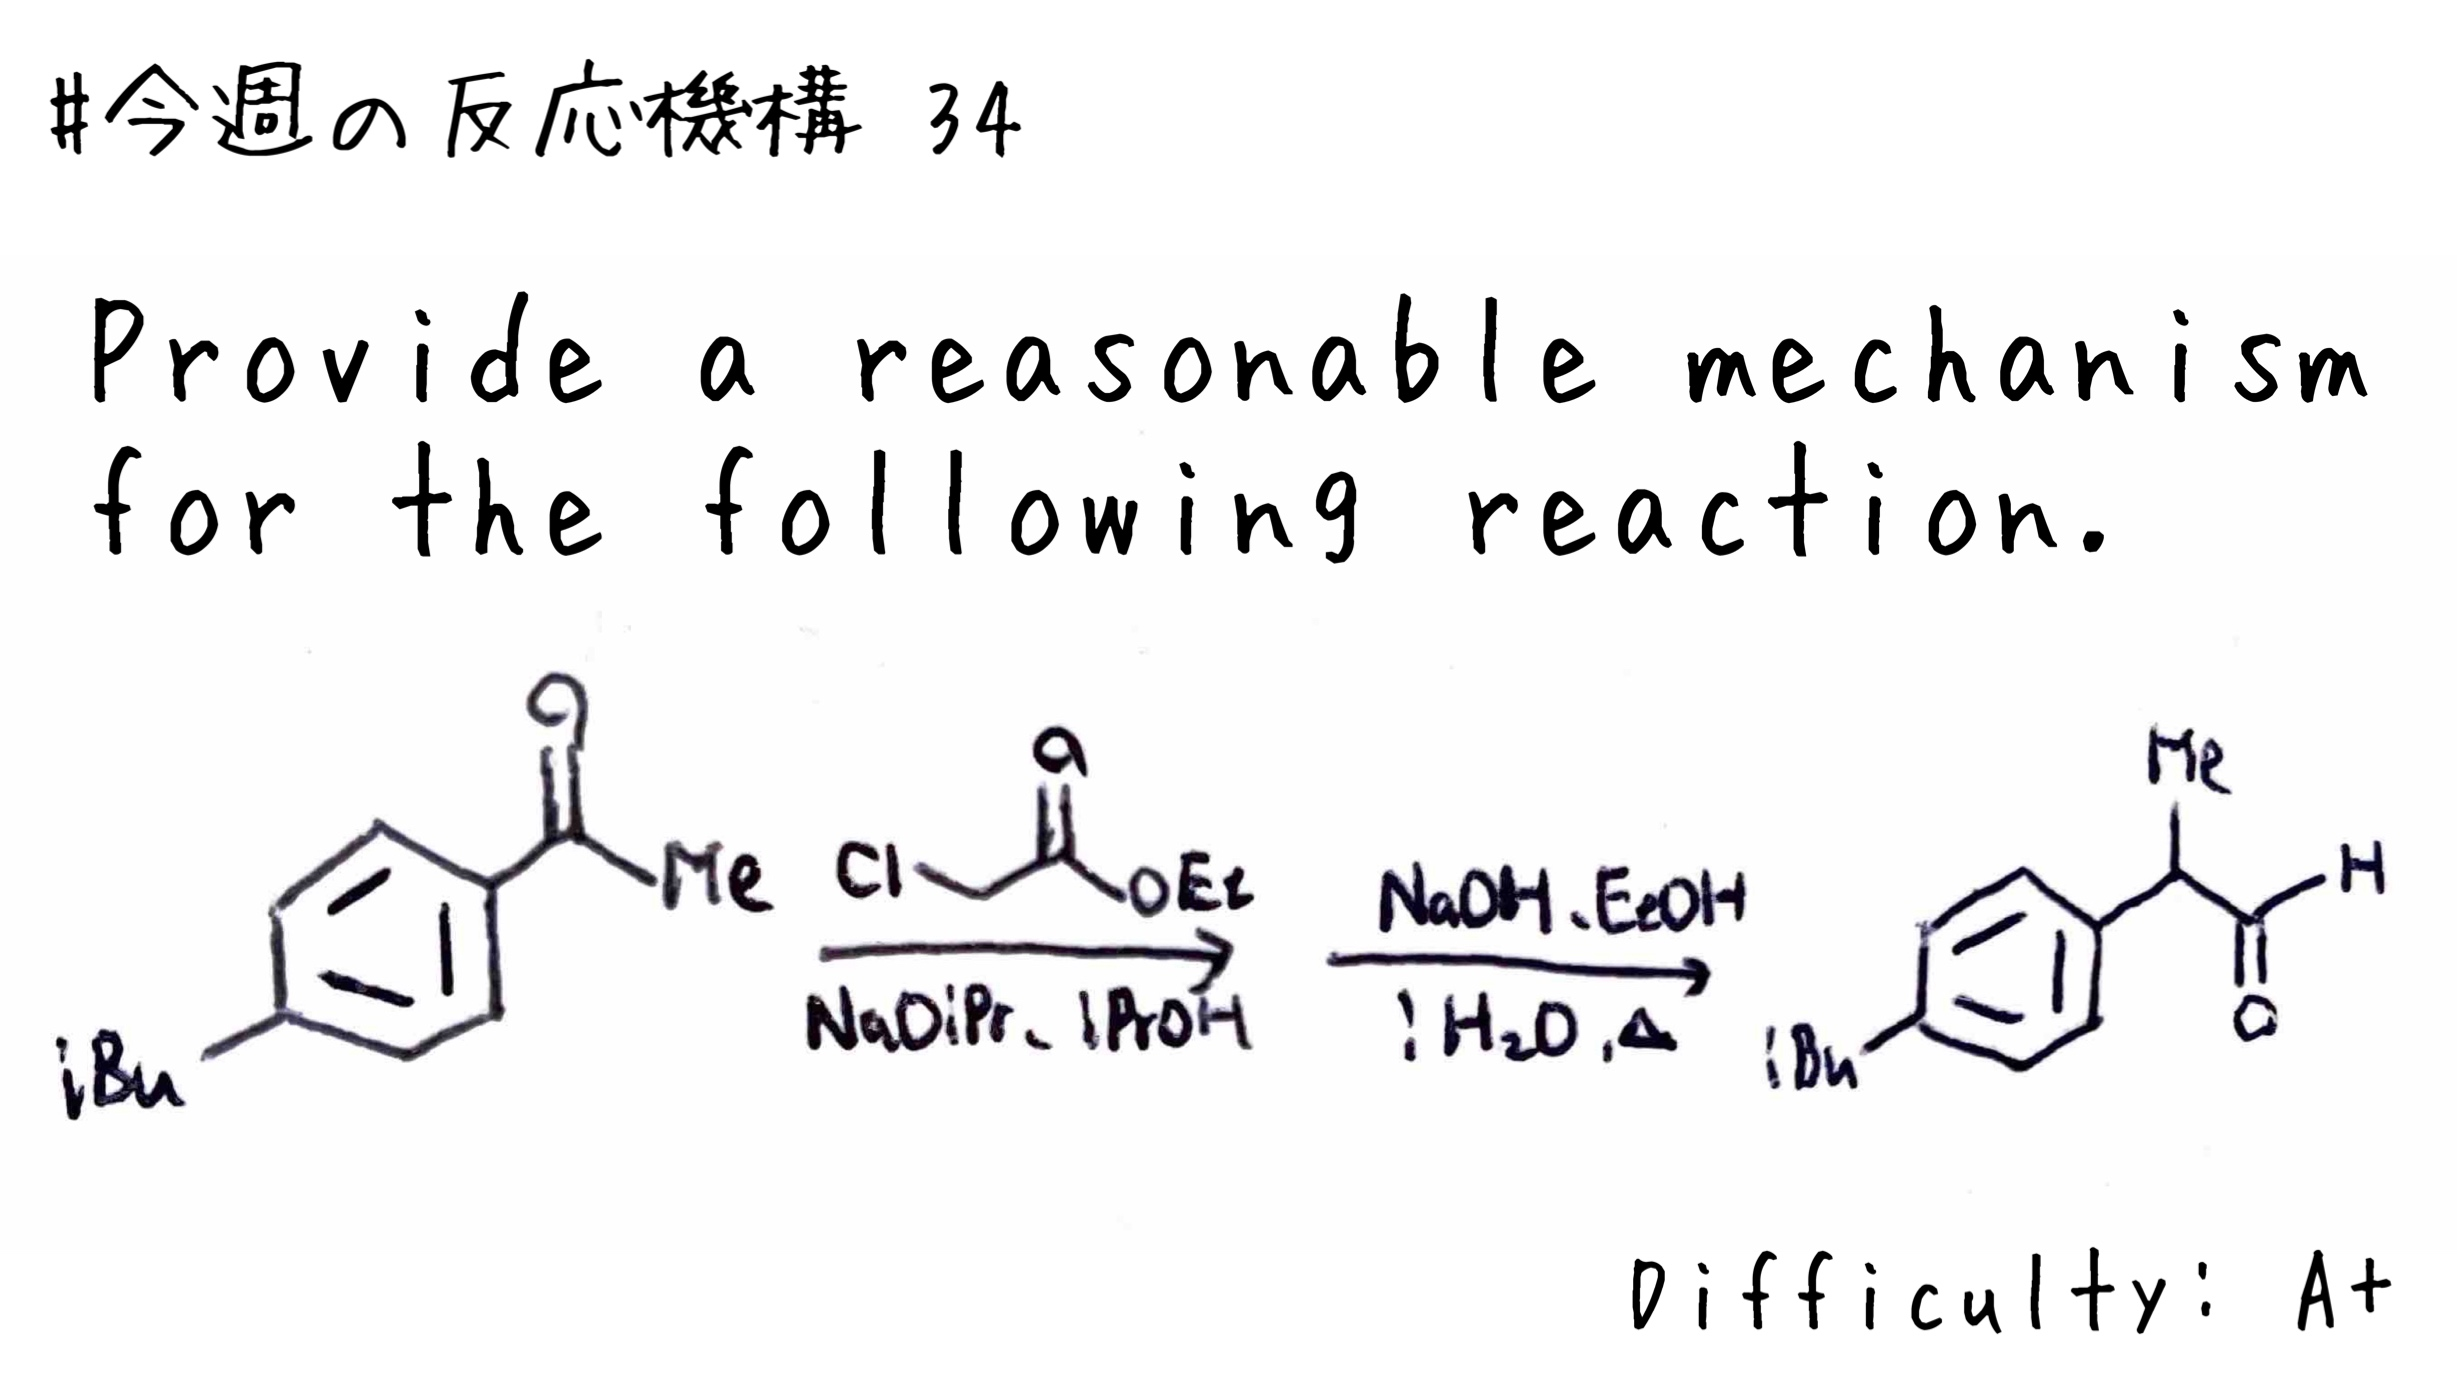 #今週の反応機構 34
Provide a reasonable mechanism
for the following reaction.
O
Me
iBu
Cl
O
OEt
NaOiPr、iPrOH
NaOH、EtOH
; H₂O, Δ
Me
H
O
iBu
Difficulty: A+